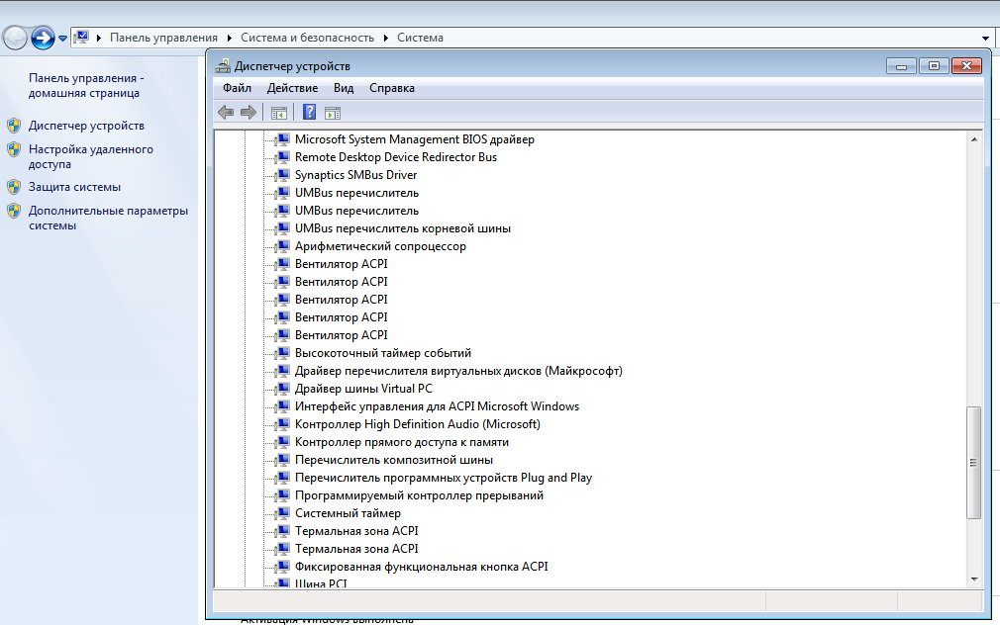 Панель управления
Система и безопасность
Система
Панель управления -
домашняя страница
Диспетчер устройств
Настройка удаленного
доступа
Защита системы
Дополнительные параметры
системы
Диспетчер устройств
Файл Действие Вид Справка
Microsoft System Management BIOS драйвер
Remote Desktop Device Redirector Bus
Synaptics SMBus Driver
UMBus перечислитель
UMBus перечислитель
UMBus перечислитель корневой шины
Арифметический сопроцессор
Вентилятор ACPI
Вентилятор ACPI
Вентилятор ACPI
Вентилятор ACPI
Вентилятор ACPI
Высокоточный таймер событий
Драйвер перечислителя виртуальных дисков (Майкрософт)
Драйвер шины Virtual PC
Интерфейс управления для ACPI Microsoft Windows
Контроллер High Definition Audio (Microsoft)
Контроллер прямого доступа к памяти
Перечислитель композитной шины
Перечислитель программных устройств Plug and Play
Программируемый контроллер прерываний
Системный таймер
Термальная зона ACPI
Термальная зона ACPI
Фиксированная функциональная кнопка ACPI
Шина PCI
Активация Windows выполнена